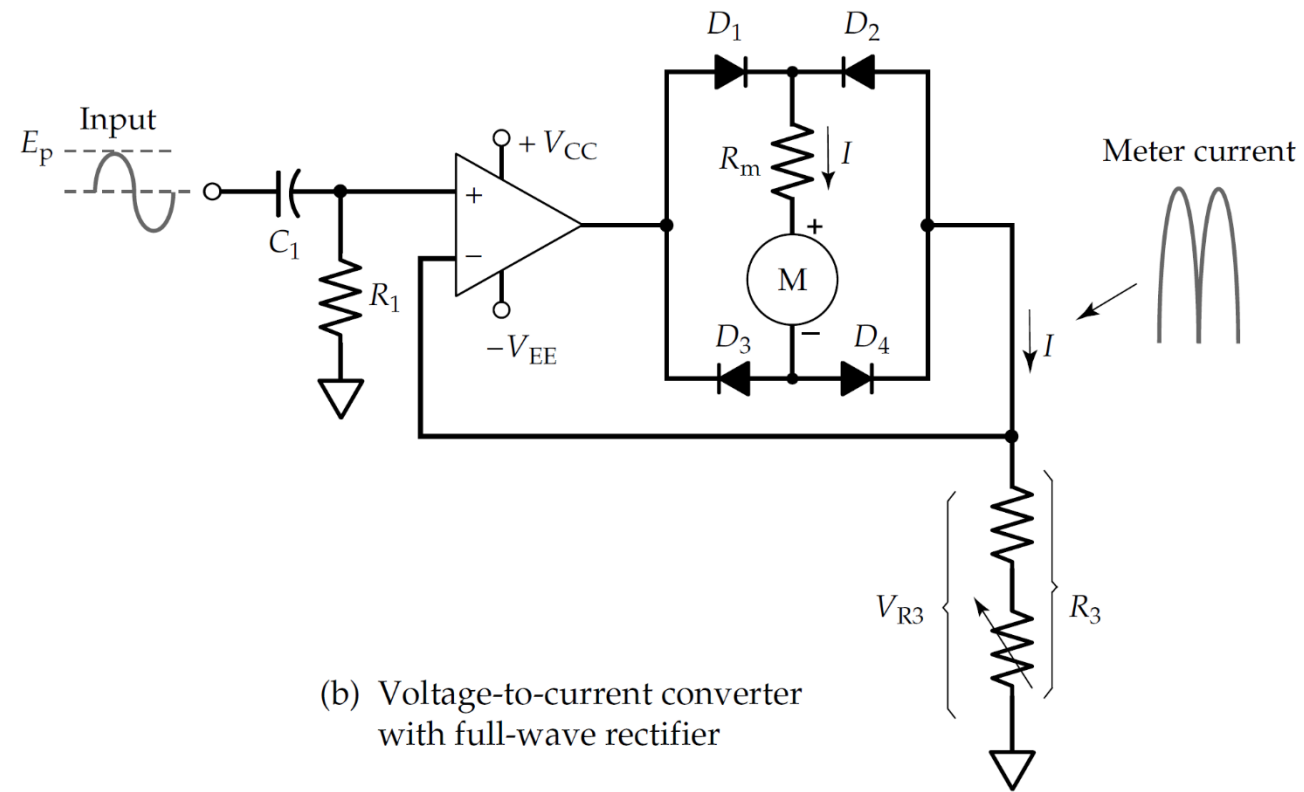 D1
D2
Input
Ep
+ VCC
Rm
I
Meter current
+
C1
+
M
−
R1
−
−VEE
D3
D4
I
VR3
R3
(b) Voltage-to-current converter
with full-wave rectifier